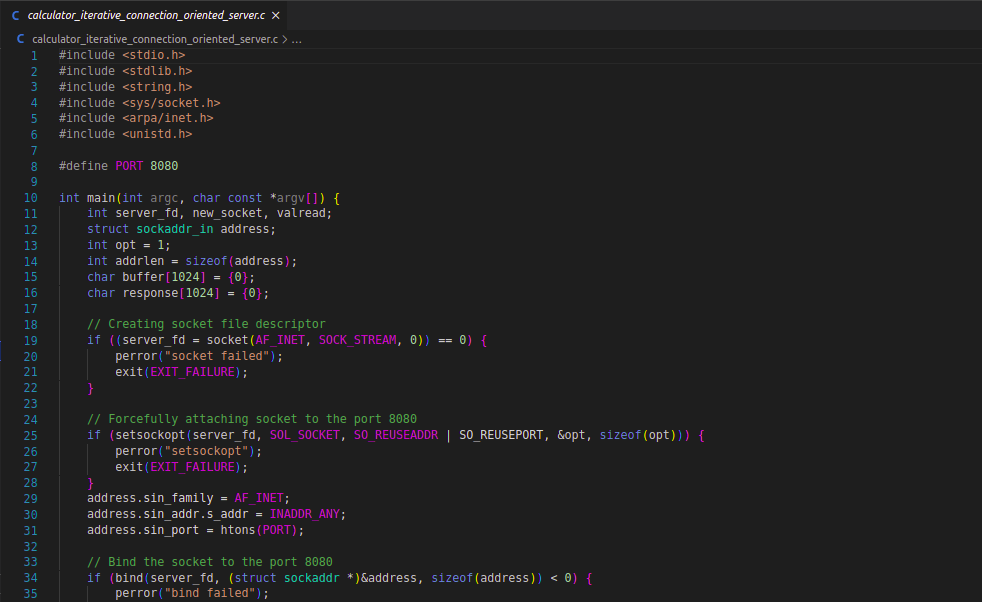 C calculator_iterative_connection_oriented_server.c ×
C calculator_iterative_connection_oriented_server.c > ...
1 #include <stdio.h>
2 #include <stdlib.h>
3 #include <string.h>
4 #include <sys/socket.h>
5 #include <arpa/inet.h>
6 #include <unistd.h>
7
8 #define PORT 8080
9
10 int main(int argc, char const *argv[]) {
11     int server_fd, new_socket, valread;
12     struct sockaddr_in address;
13     int opt = 1;
14     int addrlen = sizeof(address);
15     char buffer[1024] = {0};
16     char response[1024] = {0};
17
18     // Creating socket file descriptor
19     if ((server_fd = socket(AF_INET, SOCK_STREAM, 0)) == 0) {
20         perror("socket failed");
21         exit(EXIT_FAILURE);
22     }
23
24     // Forcefully attaching socket to the port 8080
25     if (setsockopt(server_fd, SOL_SOCKET, SO_REUSEADDR | SO_REUSEPORT, &opt, sizeof(opt))) {
26         perror("setsockopt");
27         exit(EXIT_FAILURE);
28     }
29     address.sin_family = AF_INET;
30     address.sin_addr.s_addr = INADDR_ANY;
31     address.sin_port = htons(PORT);
32
33     // Bind the socket to the port 8080
34     if (bind(server_fd, (struct sockaddr *)&address, sizeof(address)) < 0) {
35         perror("bind failed");